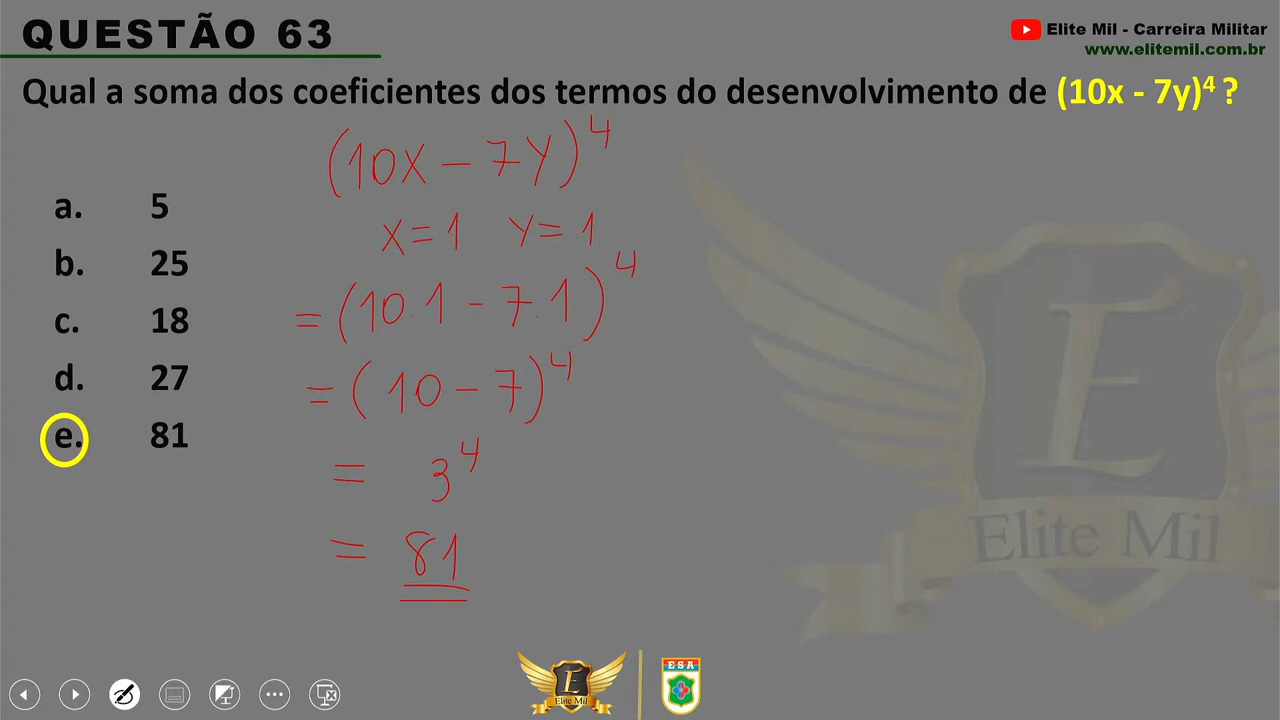 QUESTÃO 63
Elite Mil - Carreira Militar
www.elitemil.com.br
Qual a soma dos coeficientes dos termos do desenvolvimento de (10x - 7y)⁴ ?
(10X - 7Y)⁴
X = 1 Y = 1
a. 5
b. 25
c. 18
d. 27
e. 81
= (10.1 - 7.1)⁴
= (10 - 7)⁴
= 3⁴
= 81
E
Elite Mil
E
Elite Mil
ESA